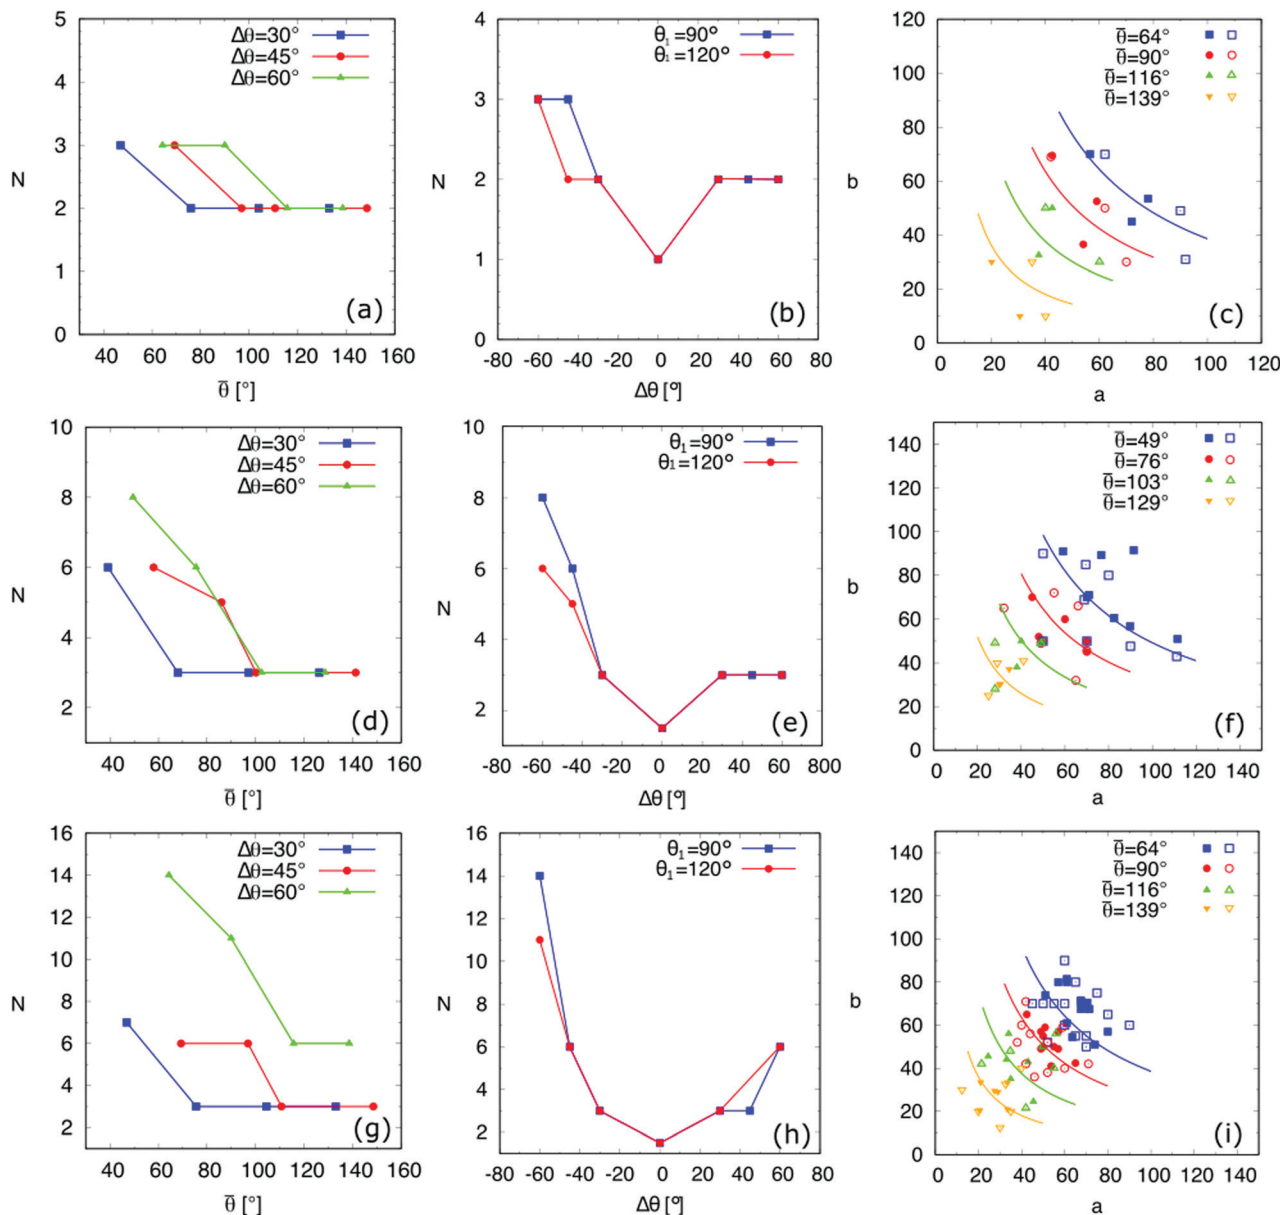 5
4
3
2
1
0
N
Δθ=30°
Δθ=45°
Δθ=60°
(a)
40 60 80 100 120 140 160
θ̄ [°]
4
3
2
1
0
N
θ₁=90°
θ₁=120°
(b)
-80 -60 -40 -20 0 20 40 60 80
Δθ [°]
120
100
80
60
40
20
0
b
θ̄=64°
θ̄=90°
θ̄=116°
θ̄=139°
(c)
0 20 40 60 80 100 120
a
10
8
6
4
2
N
Δθ=30°
Δθ=45°
Δθ=60°
(d)
40 60 80 100 120 140 160
θ̄ [°]
10
8
6
4
2
N
θ₁=90°
θ₁=120°
(e)
-80 -60 -40 -20 0 20 40 60 800
Δθ [°]
140
120
100
80
60
40
20
0
b
θ̄=49°
θ̄=76°
θ̄=103°
θ̄=129°
(f)
0 20 40 60 80 100 120 140
a
16
14
12
10
8
6
4
2
N
Δθ=30°
Δθ=45°
Δθ=60°
(g)
40 60 80 100 120 140 160
θ̄ [°]
16
14
12
10
8
6
4
2
N
θ₁=90°
θ₁=120°
(h)
-80 -60 -40 -20 0 20 40 60 80
Δθ [°]
140
120
100
80
60
40
20
0
b
θ̄=64°
θ̄=90°
θ̄=116°
θ̄=139°
(i)
0 20 40 60 80 100 120 140
a